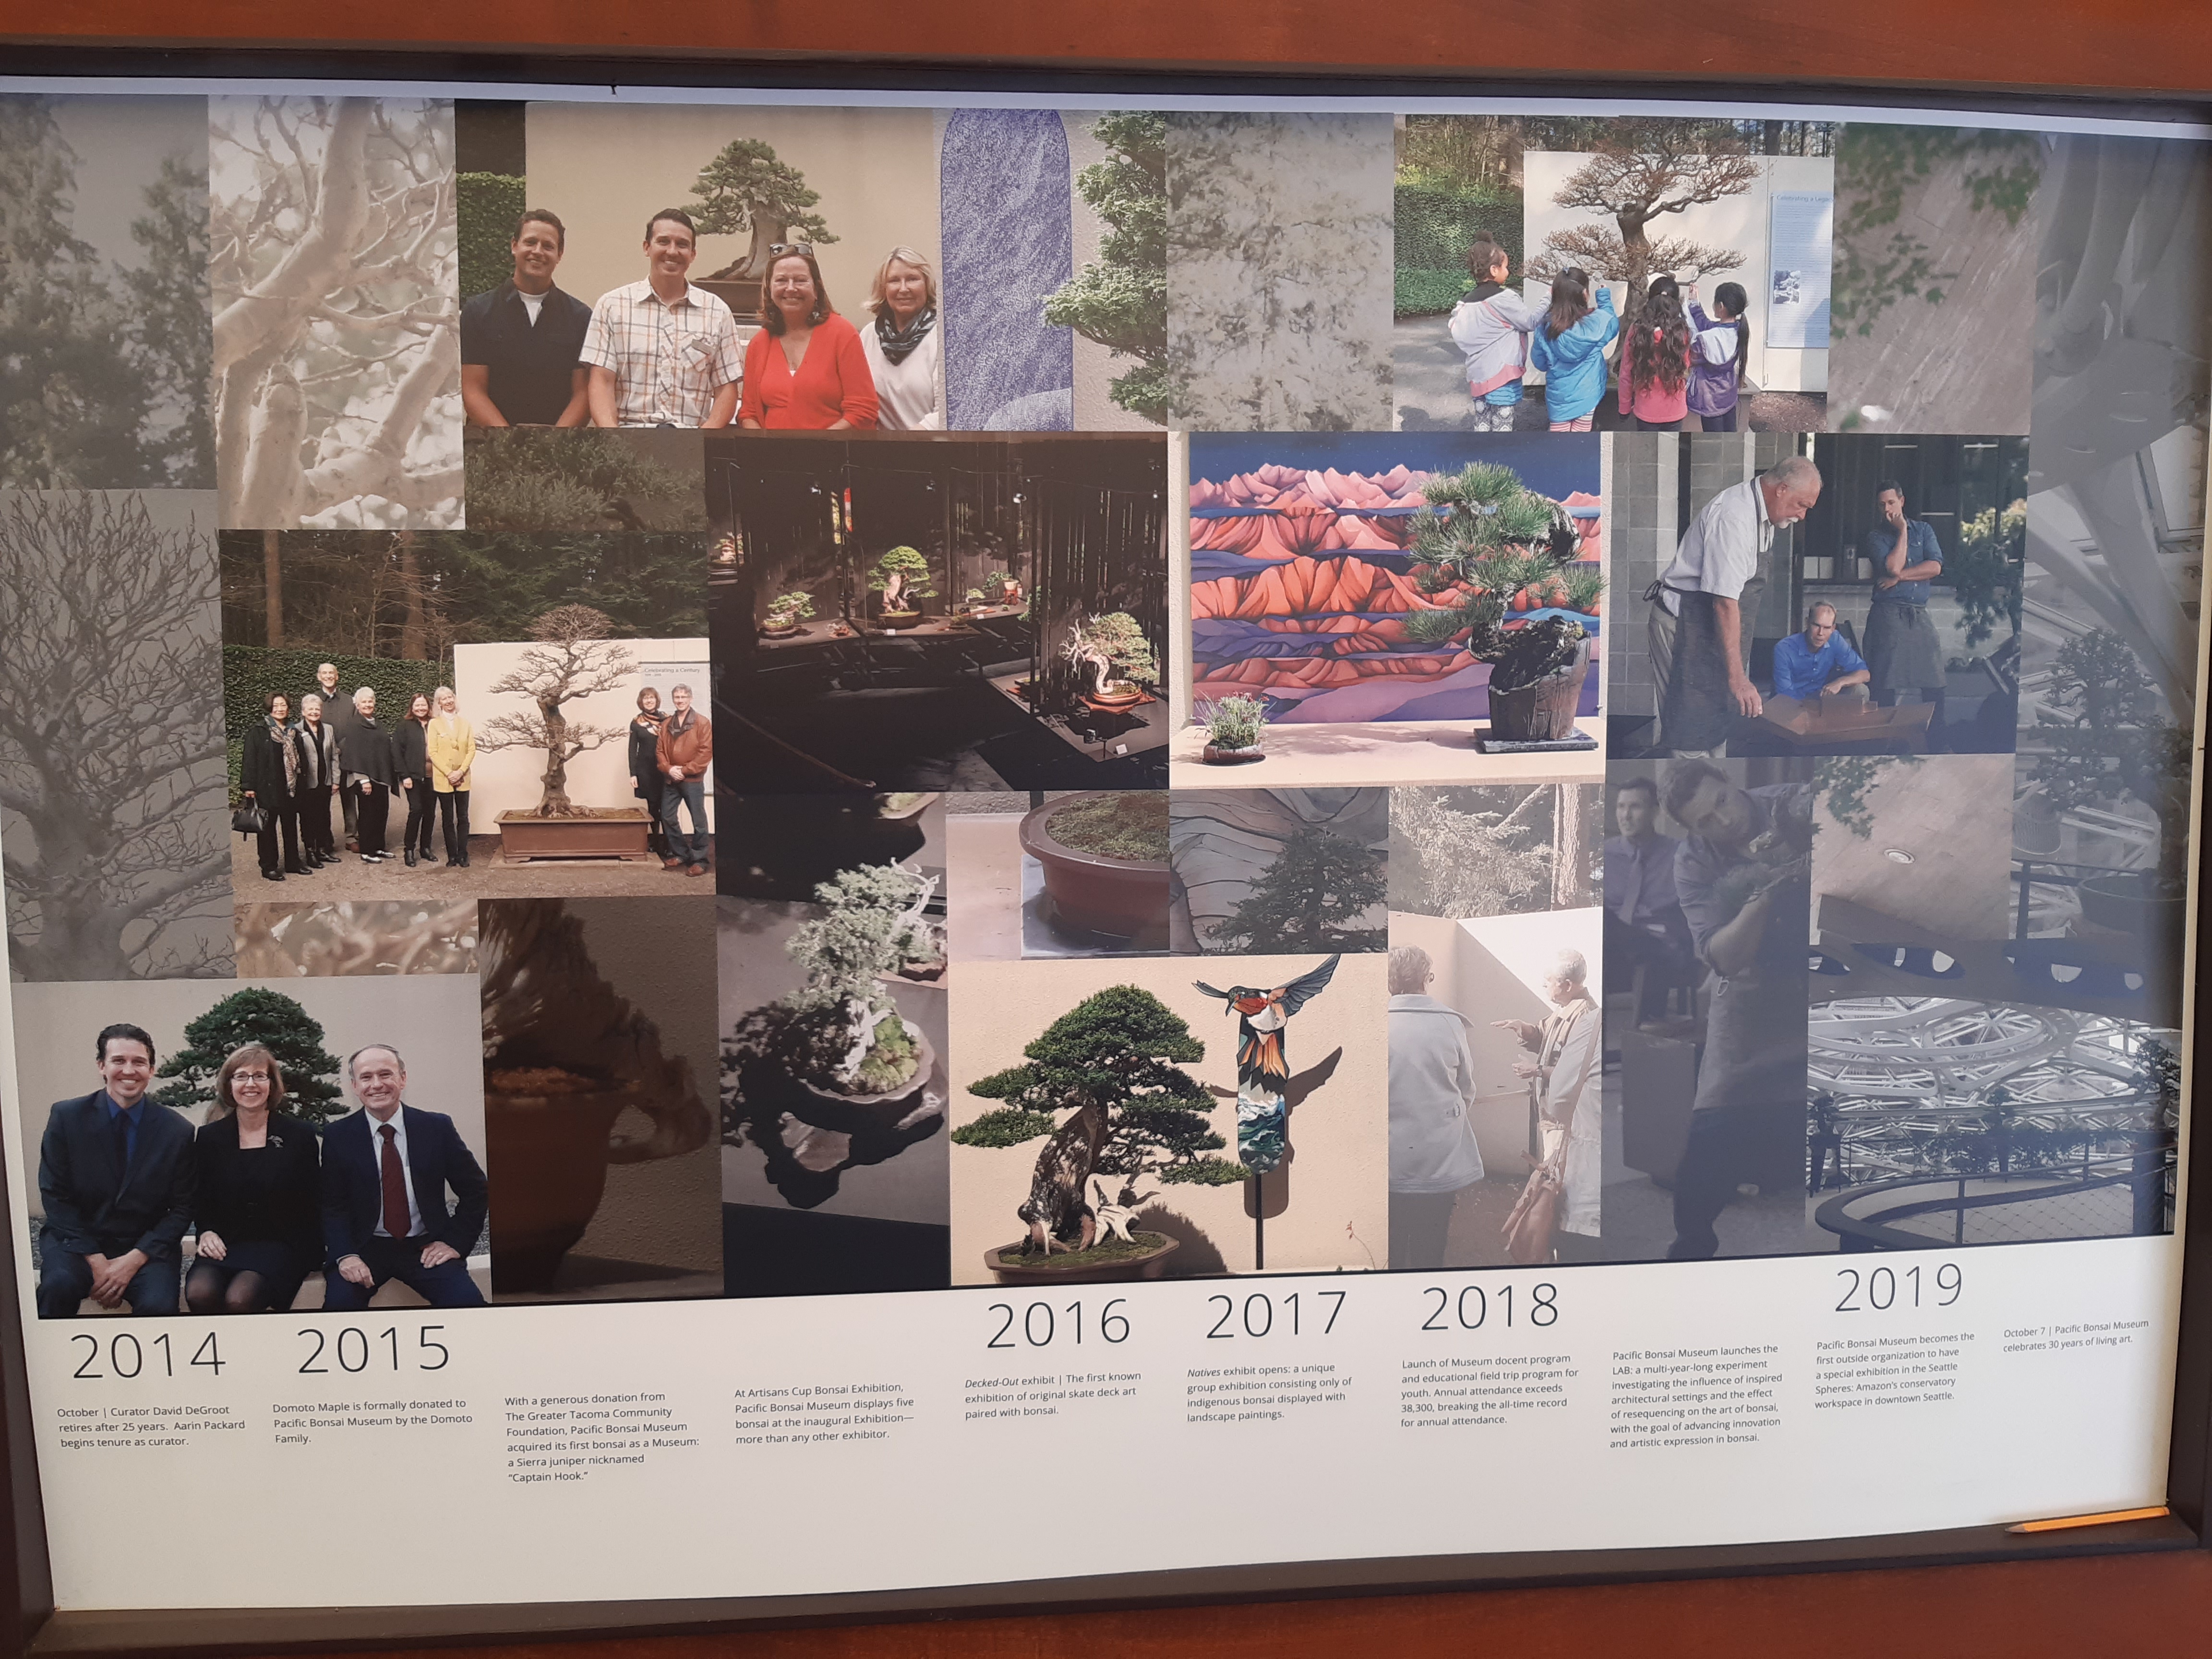 Celebrating a Legacy
Celebrating a Century
2014
October | Curator David DeGroot
retires after 25 years. Aarin Packard
begins tenure as curator.
2015
Domoto Maple is formally donated to
Pacific Bonsai Museum by the Domoto
Family.
With a generous donation from
The Greater Tacoma Community
Foundation, Pacific Bonsai Museum
acquired its first bonsai as a Museum:
a Sierra juniper nicknamed
“Captain Hook.”
At Artisans Cup Bonsai Exhibition,
Pacific Bonsai Museum displays five
bonsai at the inaugural Exhibition—
more than any other exhibitor.
2016
Decked-Out exhibit | The first known
exhibition of original skate deck art
paired with bonsai.
2017
Natives exhibit opens: a unique
group exhibition consisting only of
indigenous bonsai displayed with
landscape paintings.
2018
Launch of Museum docent program
and educational field trip program for
youth. Annual attendance exceeds
38,300, breaking the all-time record
for annual attendance.
Pacific Bonsai Museum launches the
LAB: a multi-year-long experiment
investigating the influence of inspired
architectural settings and the effect
of resequencing on the art of bonsai,
with the goal of advancing innovation
and artistic expression in bonsai.
2019
Pacific Bonsai Museum becomes the
first outside organization to have
a special exhibition in the Seattle
Spheres: Amazon's conservatory
workspace in downtown Seattle.
October 7 | Pacific Bonsai Museum
celebrates 30 years of living art.